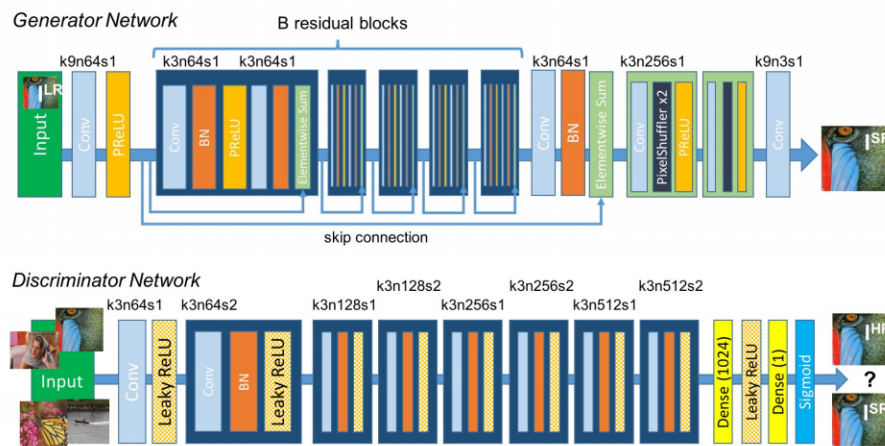 Generator Network
B residual blocks
k9n64s1
k3n64s1
k3n64s1
k3n64s1
k3n256s1
k9n3s1
Input
I LR
Conv
PReLU
Conv
BN
PReLU
Elementwise Sum
Conv
BN
Elementwise Sum
Conv
PixelShuffler x2
PReLU
Conv
I SR
skip connection
Discriminator Network
k3n64s1
k3n64s2
k3n128s1
k3n128s2
k3n256s1
k3n256s2
k3n512s1
k3n512s2
Input
Conv
Leaky ReLU
Conv
BN
Leaky ReLU
Dense (1024)
Leaky ReLU
Dense (1)
Sigmoid
I HR
?
I SR